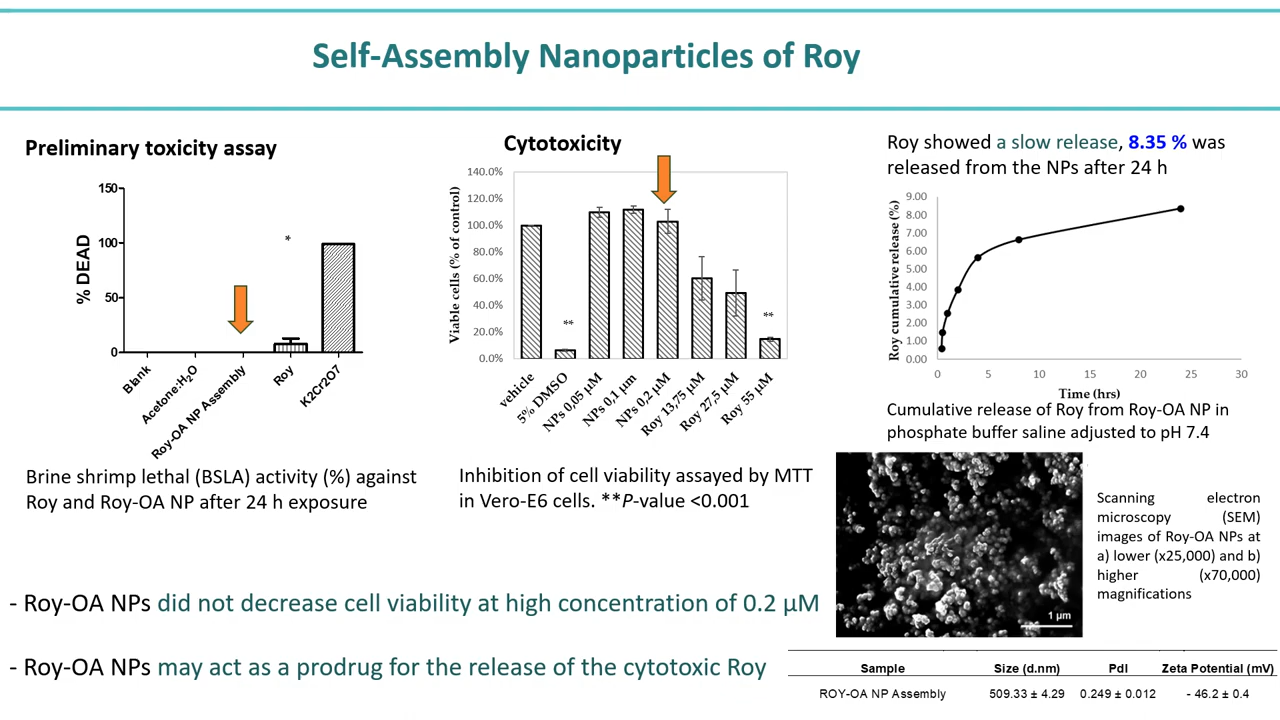 Self-Assembly Nanoparticles of Roy
Preliminary toxicity assay
% DEAD
150
100
50
0
*
Blank
Acetone:H₂O
Roy-OA NP Assembly
Roy
K2Cr2O7
Brine shrimp lethal (BSLA) activity (%) against
Roy and Roy-OA NP after 24 h exposure
Cytotoxicity
Viable cells (% of control)
140.0%
120.0%
100.0%
80.0%
60.0%
40.0%
20.0%
0.0%
**
**
vehicle
5% DMSO
NPS 0,05 µM
NPS 0,1 µm
NPS 0,2 µM
Roy 13,75 µM
Roy 27,5 µM
Roy 55 µM
Inhibition of cell viability assayed by MTT
in Vero-E6 cells. **P-value <0.001
Roy showed a slow release, 8.35 % was
released from the NPs after 24 h
Roy cumulative release (%)
9.00
8.00
7.00
6.00
5.00
4.00
3.00
2.00
1.00
0.00
0 5 10 15 20 25 30
Time (hrs)
Cumulative release of Roy from Roy-OA NP in
phosphate buffer saline adjusted to pH 7.4
1 µm
Scanning electron
microscopy (SEM)
images of Roy-OA NPs at
a) lower (x25,000) and b)
higher (x70,000)
magnifications
- Roy-OA NPs did not decrease cell viability at high concentration of 0.2 µM
- Roy-OA NPs may act as a prodrug for the release of the cytotoxic Roy
Sample Size (d.nm) PdI Zeta Potential (mV)
ROY-OA NP Assembly 509.33 ± 4.29 0.249 ± 0.012 - 46.2 ± 0.4